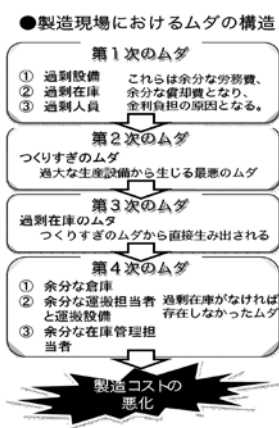 ●製造現場におけるムダの構造
第1次のムダ
① 過剰設備
② 過剰在庫
③ 過剰人員
これらは余分な労務費、
余分な償却費となり、
金利負担の原因となる。
第2次のムダ
つくりすぎのムダ
過大な生産設備から生じる最悪のムダ
第3次のムダ
過剰在庫のムダ
つくりすぎのムダから直接生み出される
第4次のムダ
① 余分な倉庫
② 余分な運搬担当者
と運搬設備
③ 余分な在庫管理担
当者
過剰在庫がなければ
存在しなかったムダ
製造コストの
悪化